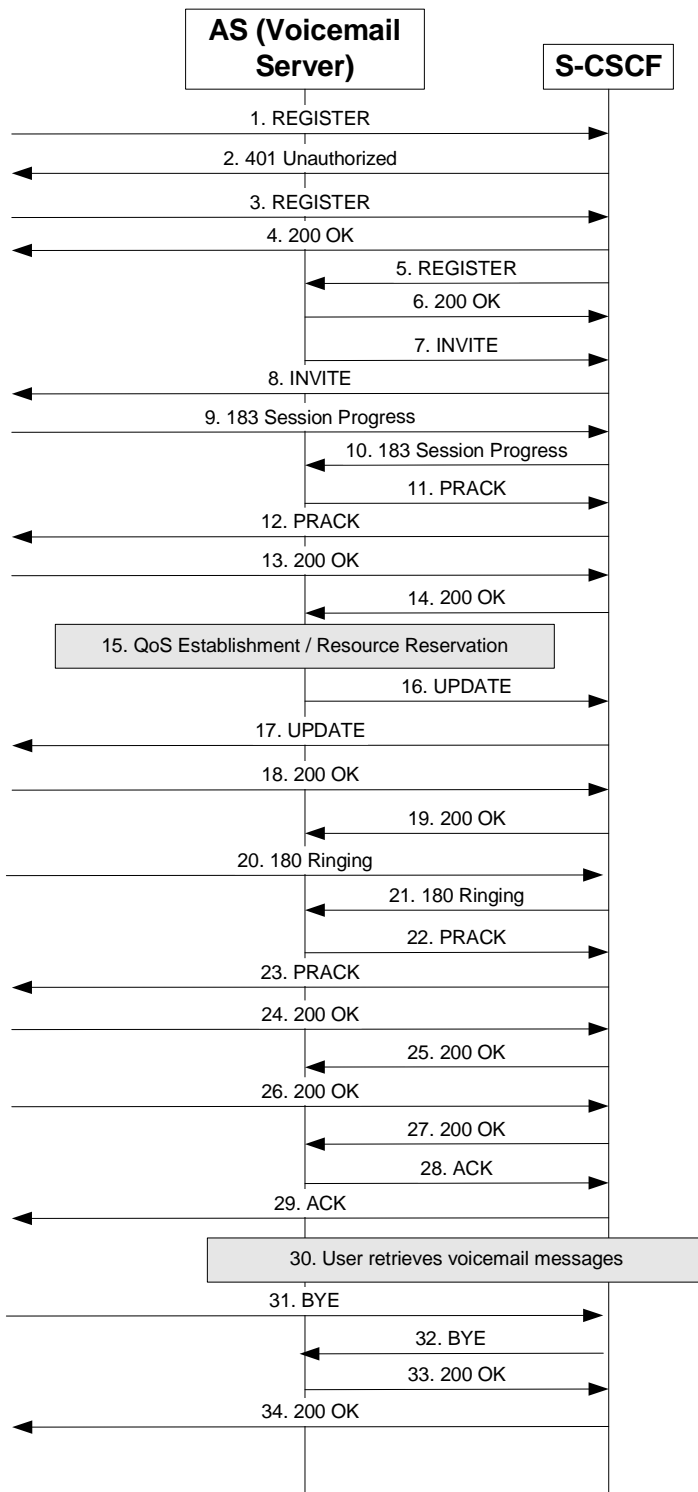 AS (Voicemail
Server)
S-CSCF
1. REGISTER
2. 401 Unauthorized
3. REGISTER
4. 200 OK
5. REGISTER
6. 200 OK
7. INVITE
8. INVITE
9. 183 Session Progress
10. 183 Session Progress
11. PRACK
12. PRACK
13. 200 OK
14. 200 OK
15. QoS Establishment / Resource Reservation
16. UPDATE
17. UPDATE
18. 200 OK
19. 200 OK
20. 180 Ringing
21. 180 Ringing
22. PRACK
23. PRACK
24. 200 OK
25. 200 OK
26. 200 OK
27. 200 OK
28. ACK
29. ACK
30. User retrieves voicemail messages
31. BYE
32. BYE
33. 200 OK
34. 200 OK